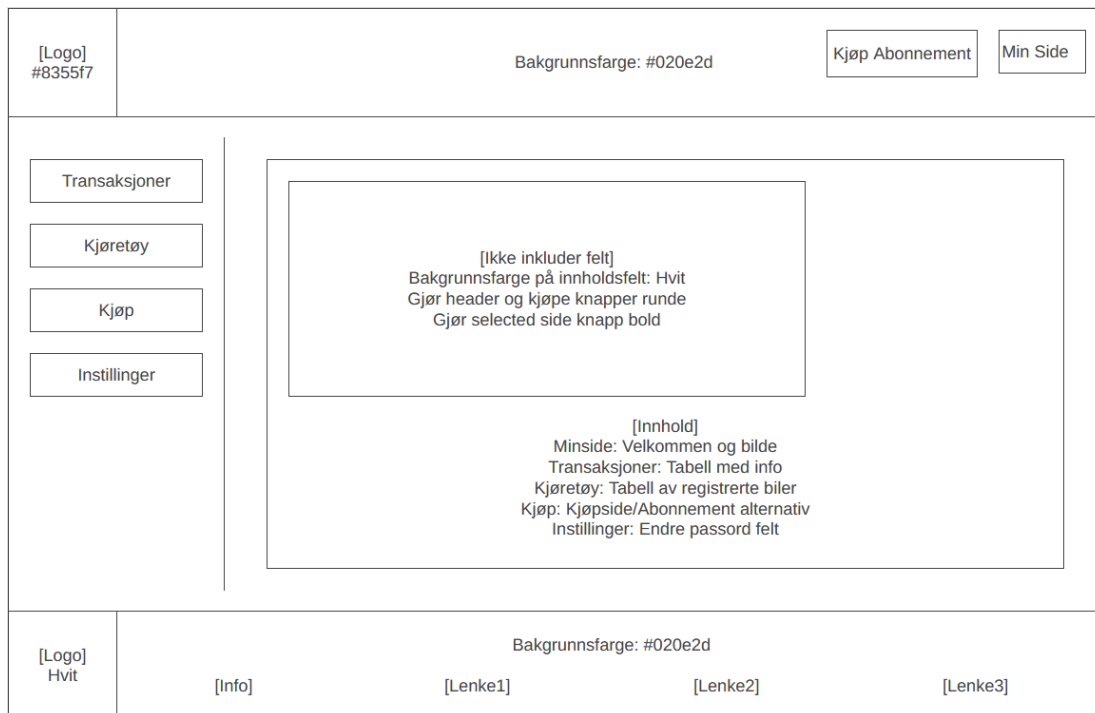 [Logo]
#8355f7
Bakgrunnsfarge: #020e2d
Kjøp Abonnement
Min Side
Transaksjoner
Kjøretøy
Kjøp
Instillinger
[Ikke inkluder felt]
Bakgrunnsfarge på innholdsfelt: Hvit
Gjør header og kjøpe knapper runde
Gjør selected side knapp bold
[Innhold]
Minside: Velkommen og bilde
Transaksjoner: Tabell med info
Kjøretøy: Tabell av registrerte biler
Kjøp: Kjøpside/Abonnement alternativ
Instillinger: Endre passord felt
[Logo]
Hvit
Bakgrunnsfarge: #020e2d
[Info]
[Lenke1]
[Lenke2]
[Lenke3]